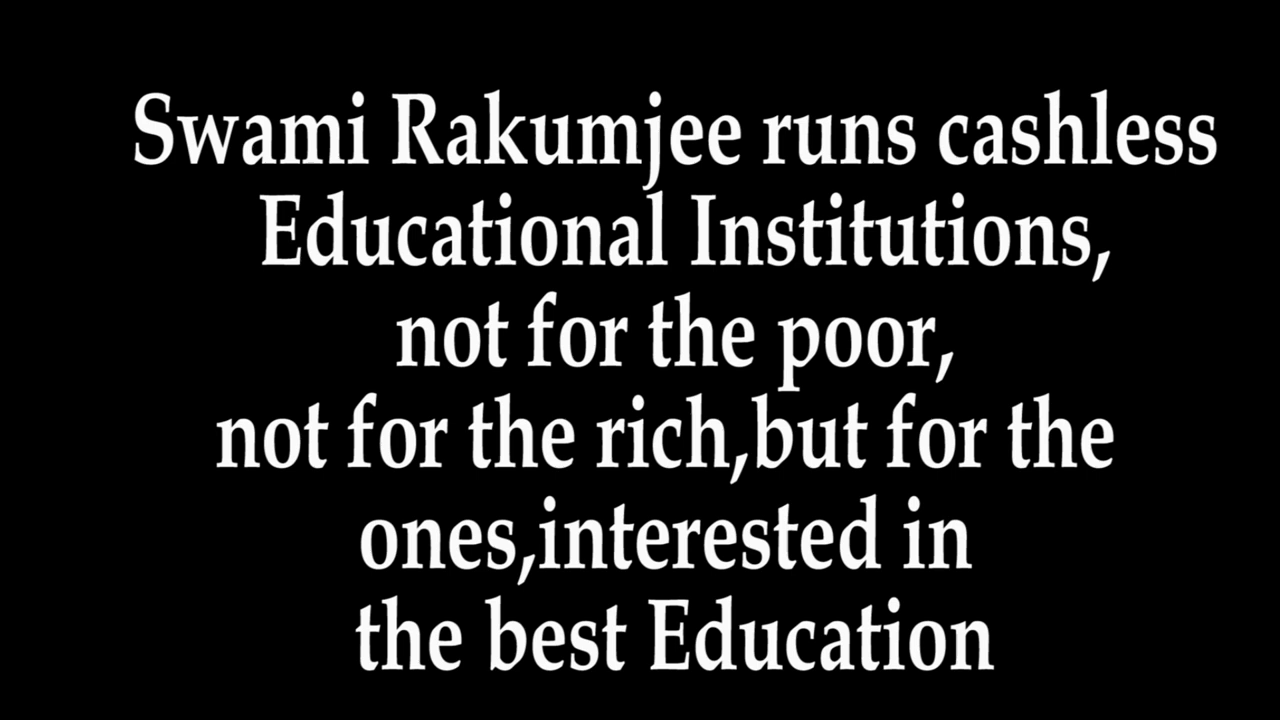 Swami Rakumjee runs cashless
Educational Institutions,
not for the poor,
not for the rich,but for the
ones,interested in
the best Education